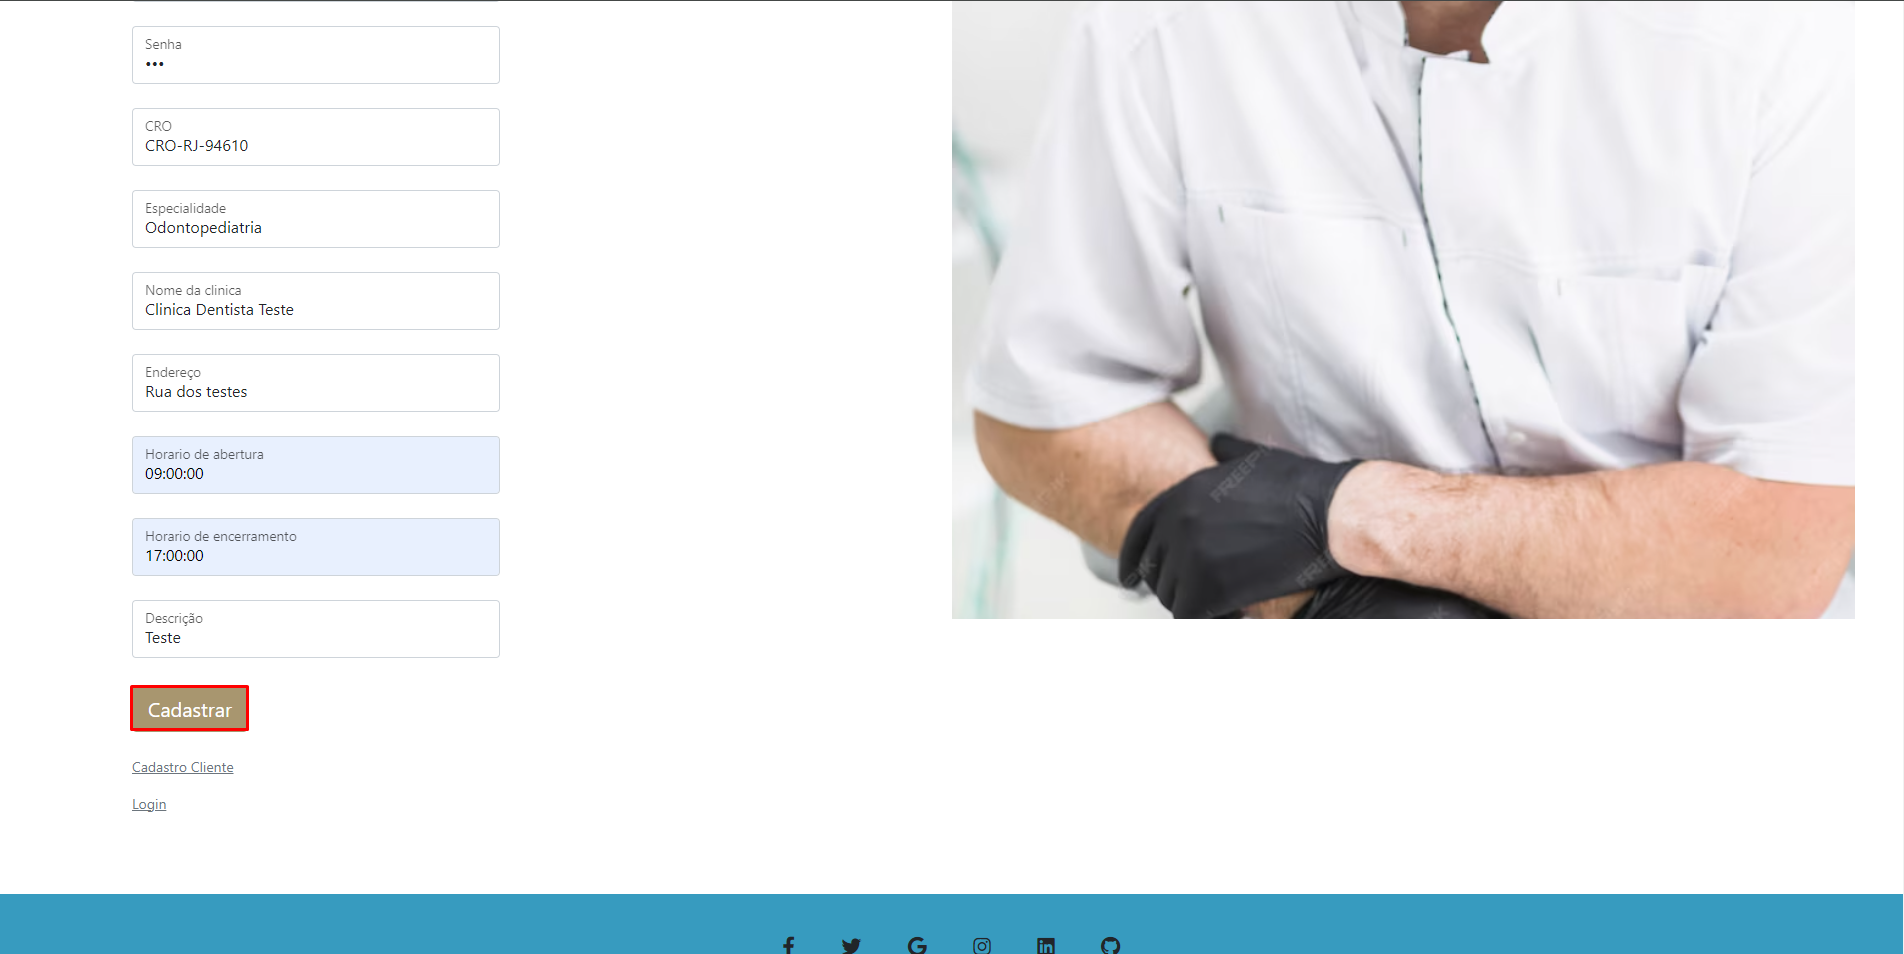 Senha
•••
CRO
CRO-RJ-94610
Especialidade
Odontopediatria
Nome da clinica
Clinica Dentista Teste
Endereço
Rua dos testes
Horario de abertura
09:00:00
Horario de encerramento
17:00:00
Descrição
Teste
Cadastrar
Cadastro Cliente
Login
FREEPIK